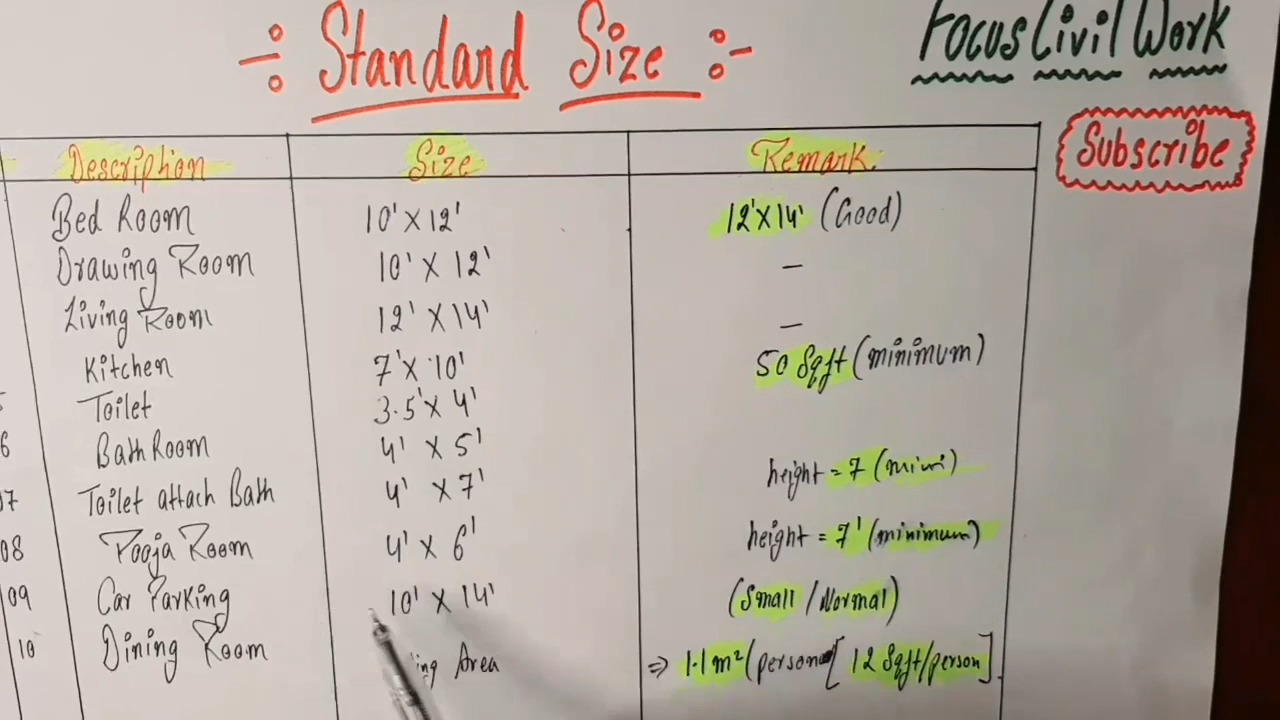 ÷ Standard Size ÷
Focus Civil Work
Subscribe
Description Size Remark
Bed Room 10' X 12' 12' X 14' (Good)
Drawing Room 10' X 12' —
Living Room 12' X 14' —
Kitchen 7' X 10' 50 Sqft (minimum)
Toilet 3.5' X 4'
6 Bath Room 4' X 5'
07 Toilet attach Bath 4' X 7' height = 7 (mini)
08 Pooja Room 4' X 6' height = 7' (minimum)
09 Car Parking 10' X 14' (Small / Normal)
10 Dining Room Area ⇒ 1.1 m² (person [12 Sqft/person]